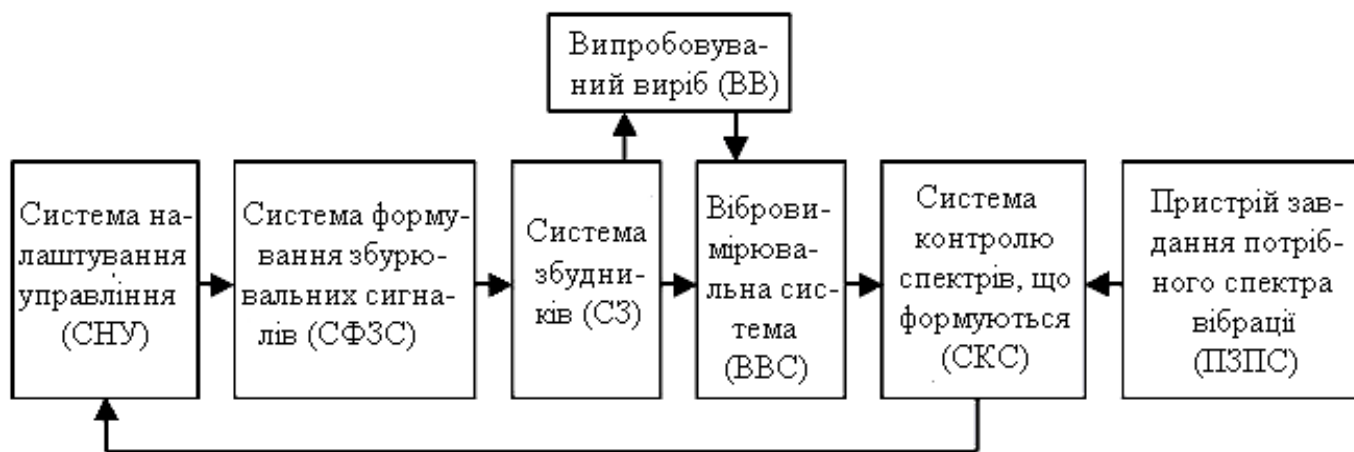 Випробовува-
ний виріб (ВВ)
Система на-
лаштування
управління
(СНУ)
Система форму-
вання збурю-
вальних сигна-
лів (СФЗС)
Система
збудни-
ків (СЗ)
Віброви-
мірюва-
льна сис-
тема
(ВВС)
Система
контролю
спектрів, що
формуються
(СКС)
Пристрій зав-
дання потріб-
ного спектра
вібрації
(ПЗПС)